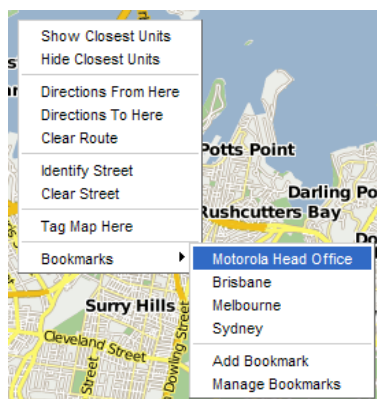 Show Closest Units
Hide Closest Units
Directions From Here
Directions To Here
Clear Route
Identify Street
Clear Street
Tag Map Here
Bookmarks
Motorola Head Office
Brisbane
Melbourne
Sydney
Add Bookmark
Manage Bookmarks
Potts Point
Darling Po
Rushcutters Bay
Do
Surry Hills
Cleveland Street
Street
Dowling Street